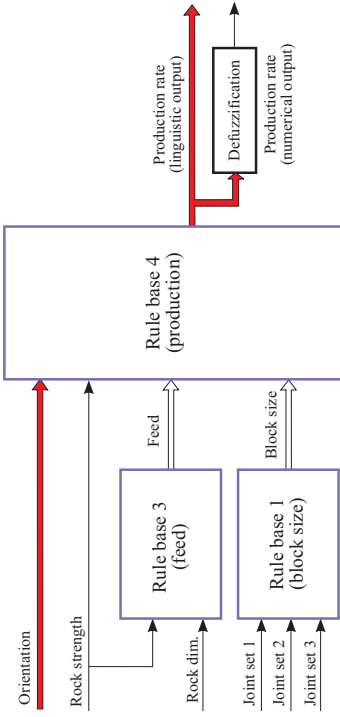 Orientation
Rock strength
Rock dim.
Joint set 1
Joint set 2
Joint set 3
Rule base 3
(feed)
Rule base 1
(block size)
Feed
Block size
Rule base 4
(production)
Production rate
(linguistic output)
Defuzzification
Production rate
(numerical output)